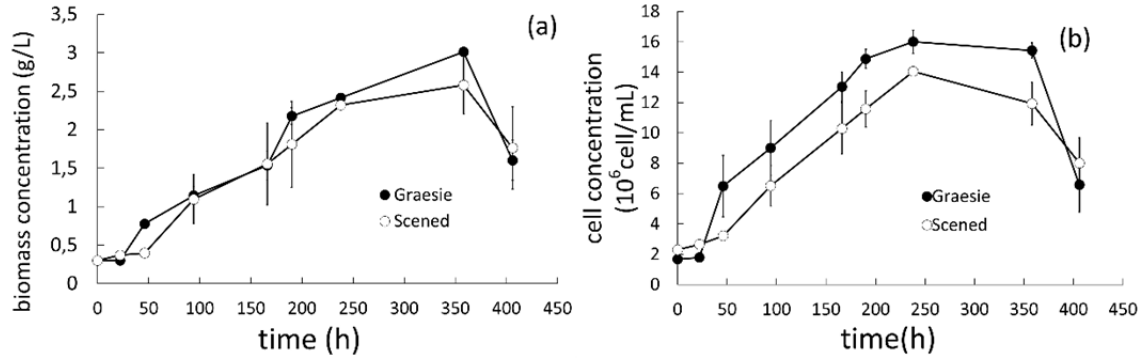 (a)
biomass concentration (g/L)
3,5
3
2,5
2
1,5
1
0,5
0
Graesie
Scened
0 50 100 150 200 250 300 350 400 450
time (h)
(b)
cell concentration
(10⁶cell/mL)
18
16
14
12
10
8
6
4
2
0
Graesie
Scened
0 50 100 150 200 250 300 350 400 450
time(h)